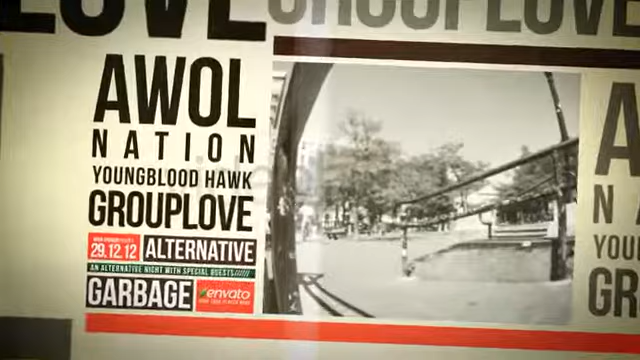 LOVE GROUPLOVE
AWOL
NATION
YOUNGBLOOD HAWK
GROUPLOVE
29.12.12 ALTERNATIVE
AN ALTERNATIVE NIGHT WITH SPECIAL GUESTS//////
GARBAGE envato
A
N
YOU
GR